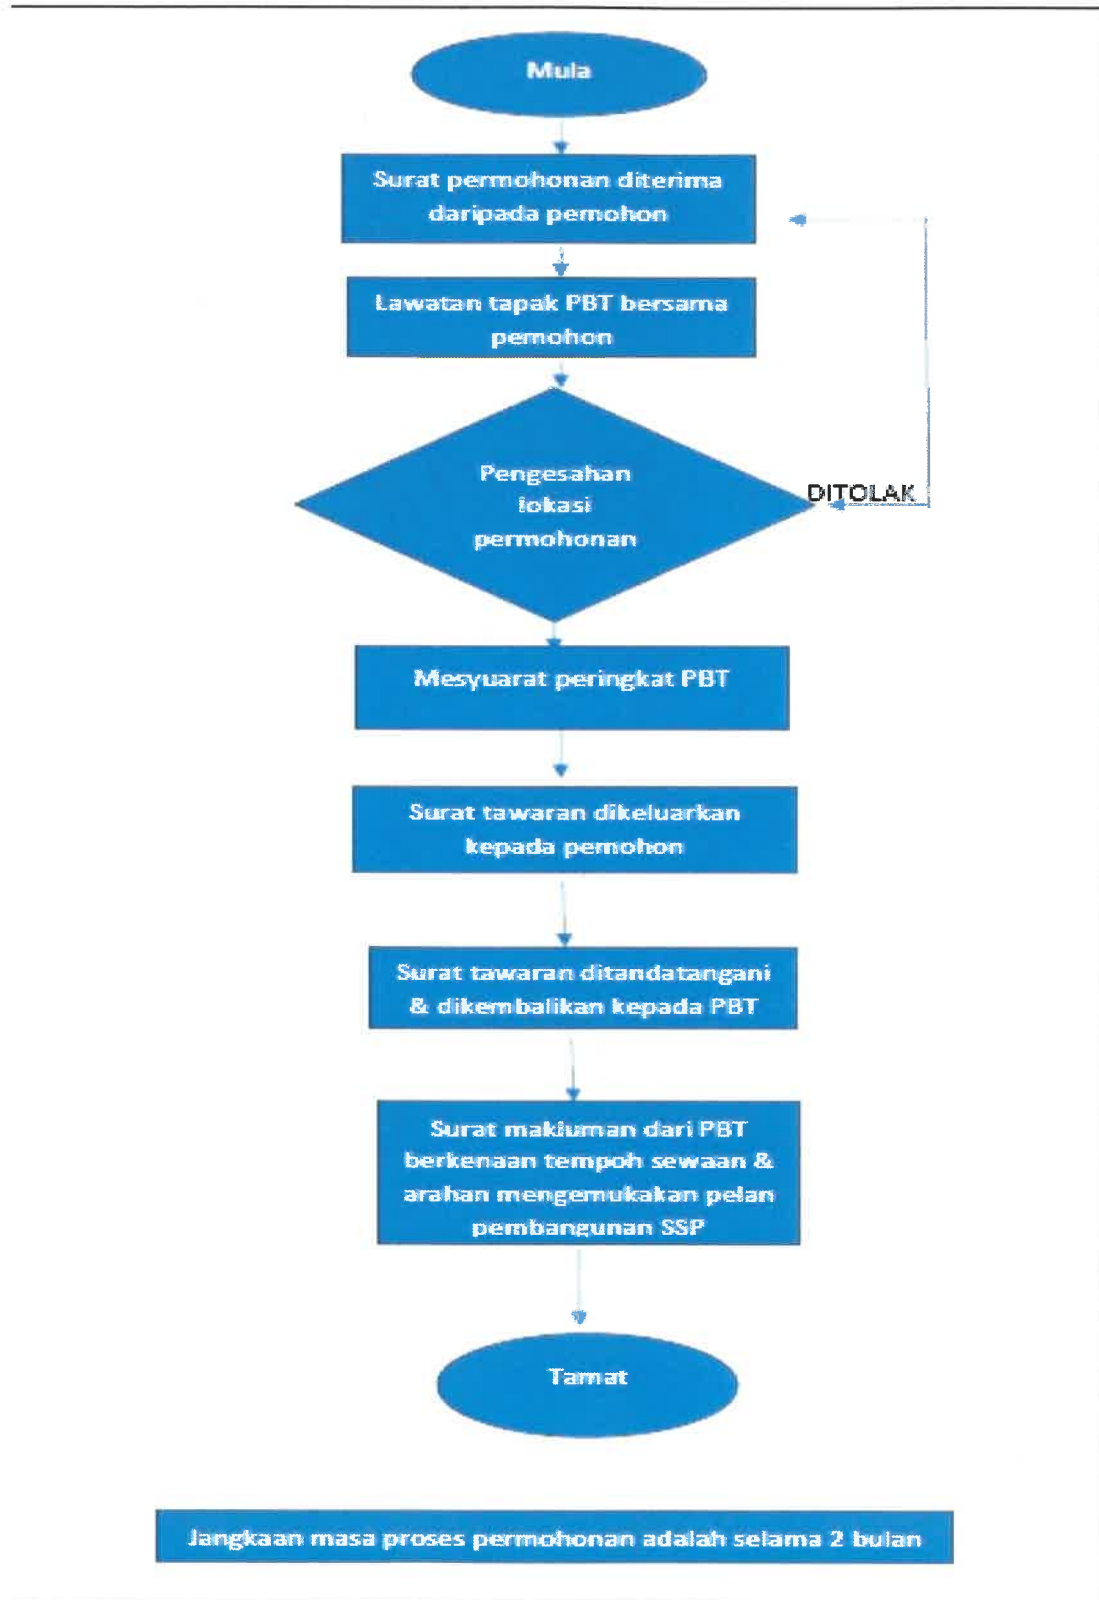 Mula
Surat permohonan diterima
daripada pemohon
Lawatan tapak PBT bersama
pemohon
Pengesahan
lokasi
permohonan
DITOLAK
Mesyuarat peringkat PBT
Surat tawaran dikeluarkan
kepada pemohon
Surat tawaran ditandatangani
& dikembalikan kepada PBT
Surat makluman dari PBT
berkenaan tempoh sewaan &
arahan mengemukakan pelan
pembangunan SSP
Tamat
Jangkaan masa proses permohonan adalah selama 2 bulan